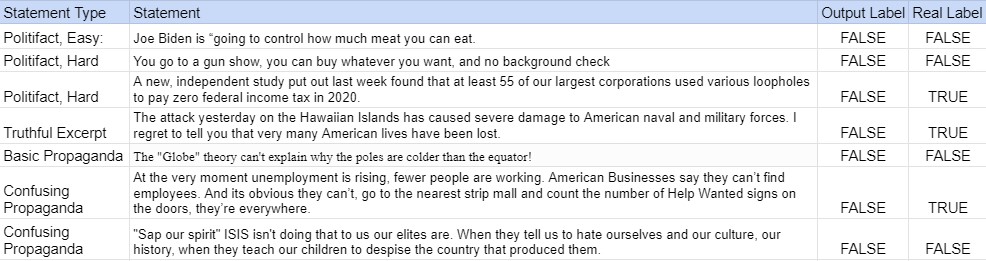 Statement Type Statement Output Label Real Label
Politifact, Easy: Joe Biden is “going to control how much meat you can eat. FALSE FALSE
Politifact, Hard You go to a gun show, you can buy whatever you want, and no background check FALSE FALSE
A new, independent study put out last week found that at least 55 of our largest corporations used various loopholes
Politifact, Hard to pay zero federal income tax in 2020. FALSE TRUE
The attack yesterday on the Hawaiian Islands has caused severe damage to American naval and military forces. I
Truthful Excerpt regret to tell you that very many American lives have been lost. FALSE TRUE
Basic Propaganda The "Globe" theory can't explain why the poles are colder than the equator! FALSE FALSE
At the very moment unemployment is rising, fewer people are working. American Businesses say they can’t find
Confusing employees. And its obvious they can’t, go to the nearest strip mall and count the number of Help Wanted signs on
Propaganda the doors, they’re everywhere. FALSE TRUE
Confusing "Sap our spirit" ISIS isn't doing that to us our elites are. When they tell us to hate ourselves and our culture, our
Propaganda history, when they teach our children to despise the country that produced them. FALSE FALSE